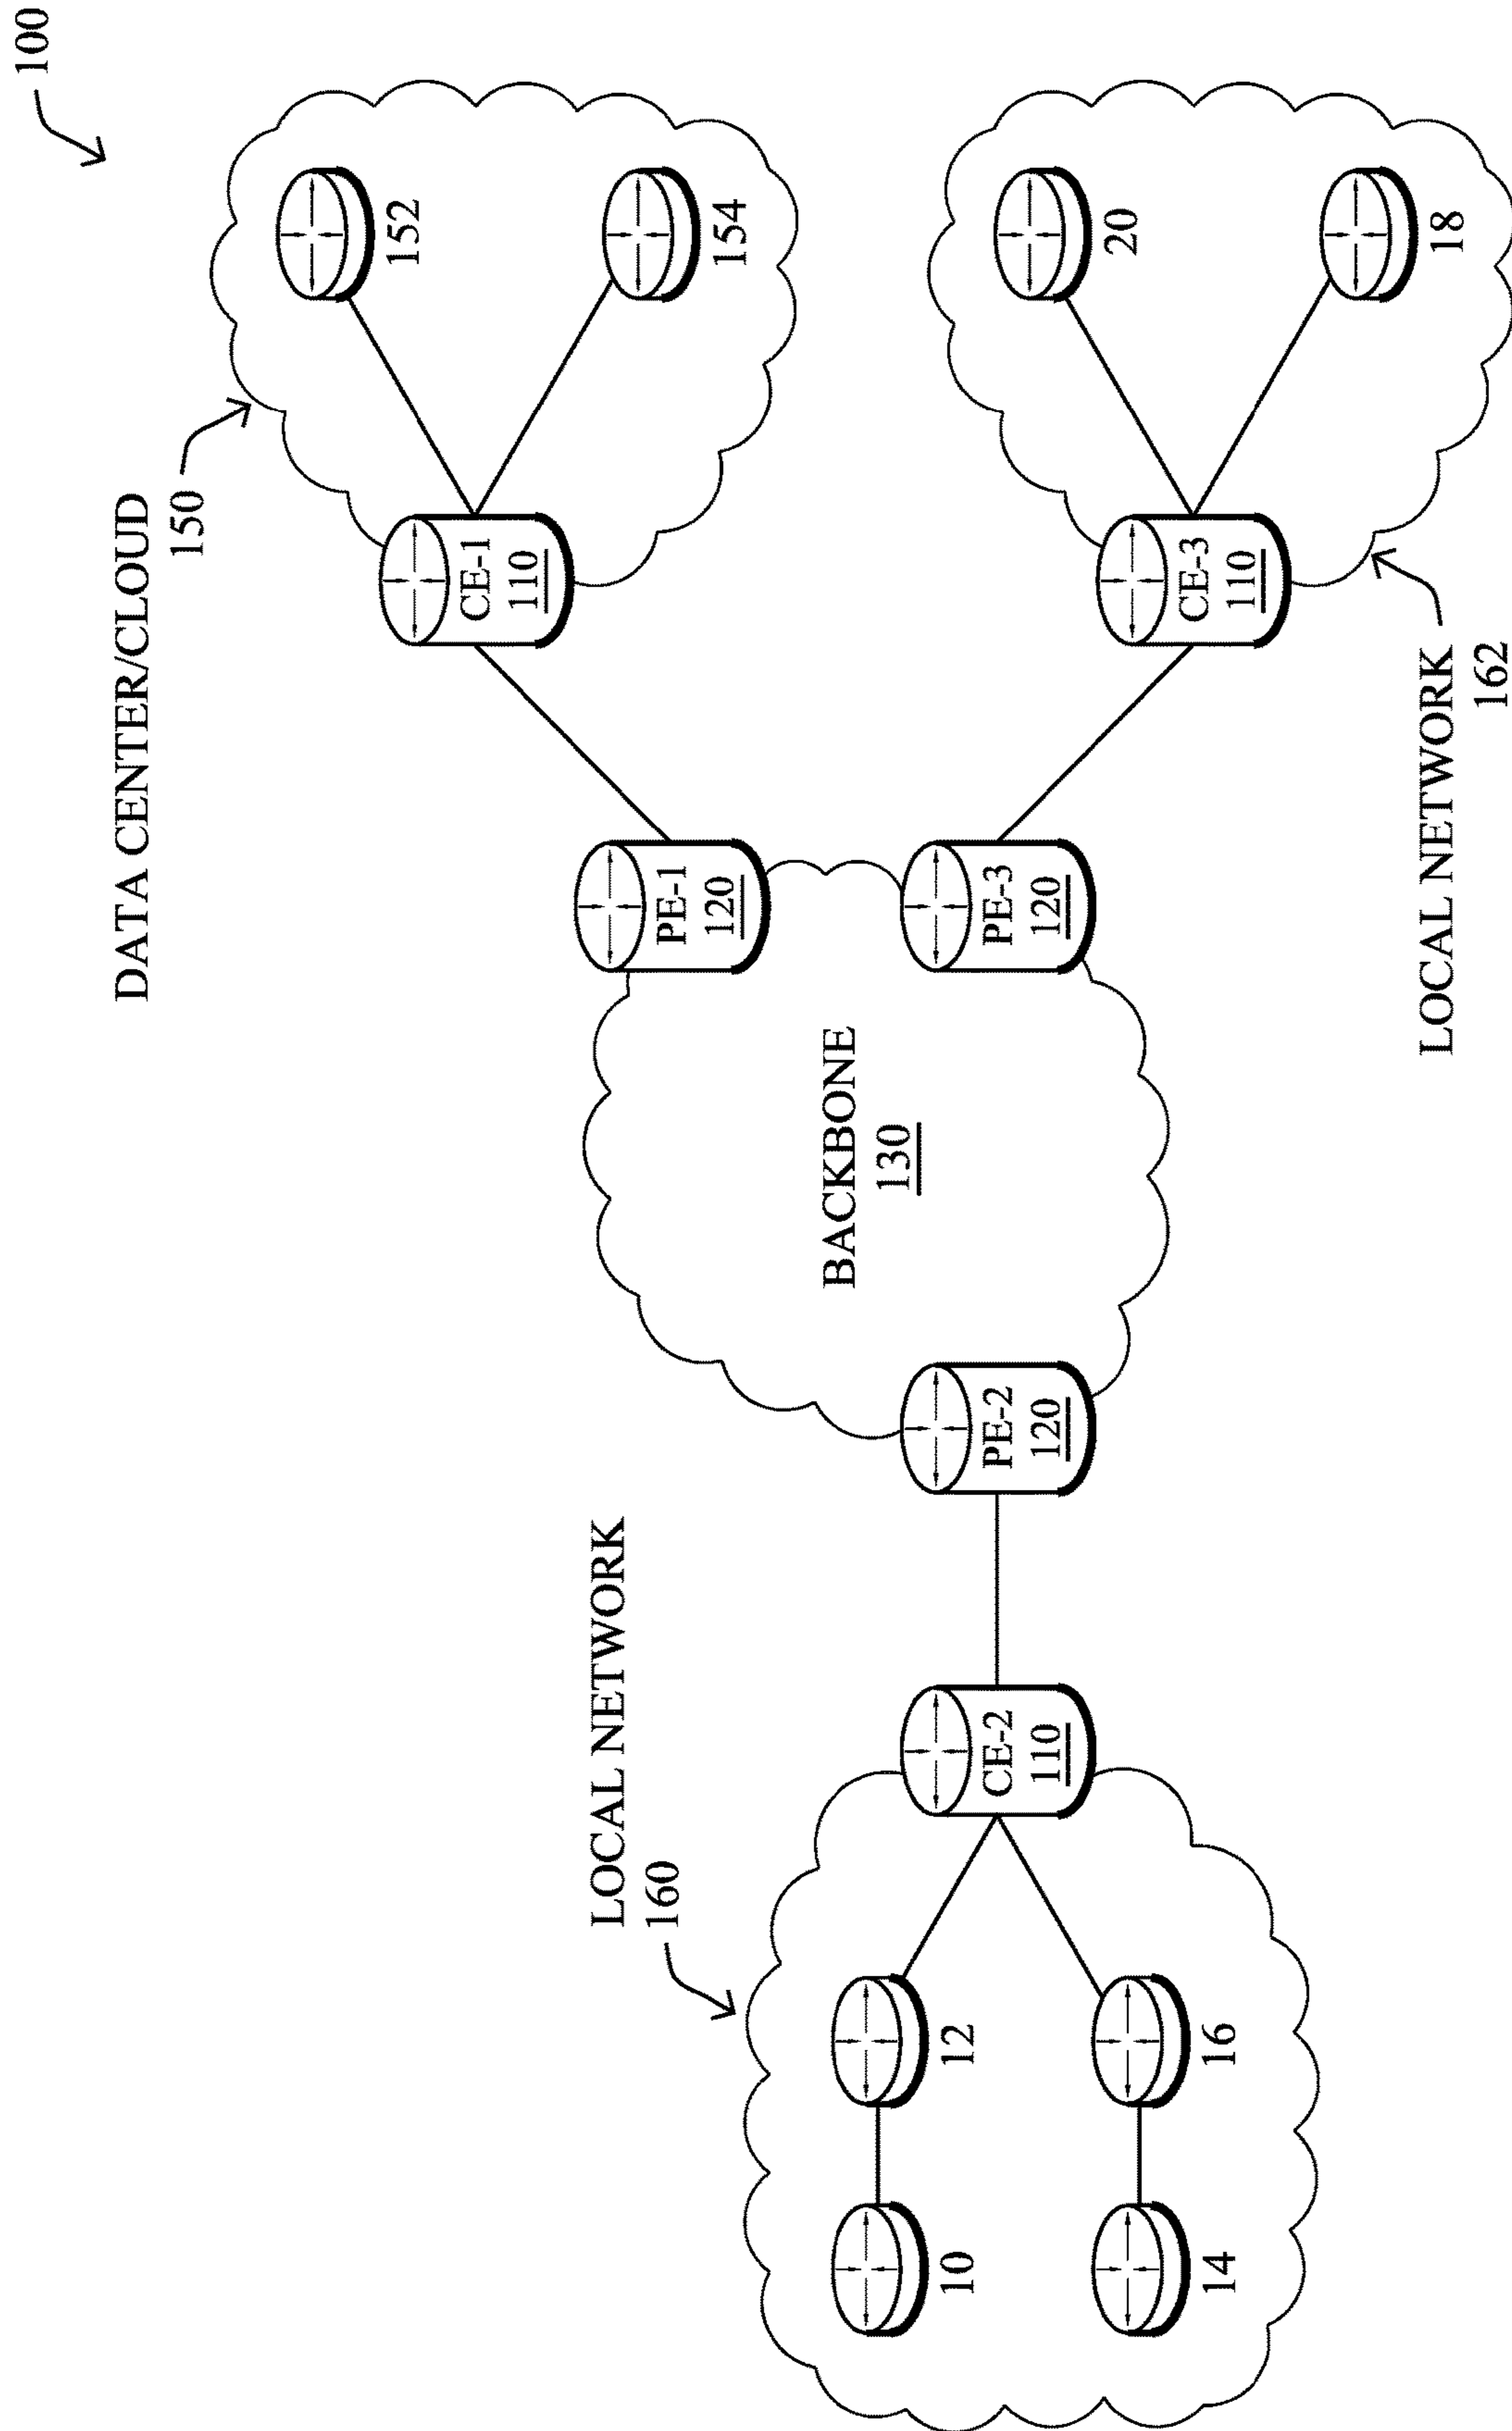 100
DATA CENTER/CLOUD
150
152
154
CE-1
110
PE-1
120
BACKBONE
130
LOCAL NETWORK
160
10
12
14
16
CE-2
110
PE-2
120
PE-3
120
CE-3
110
20
18
LOCAL NETWORK
162